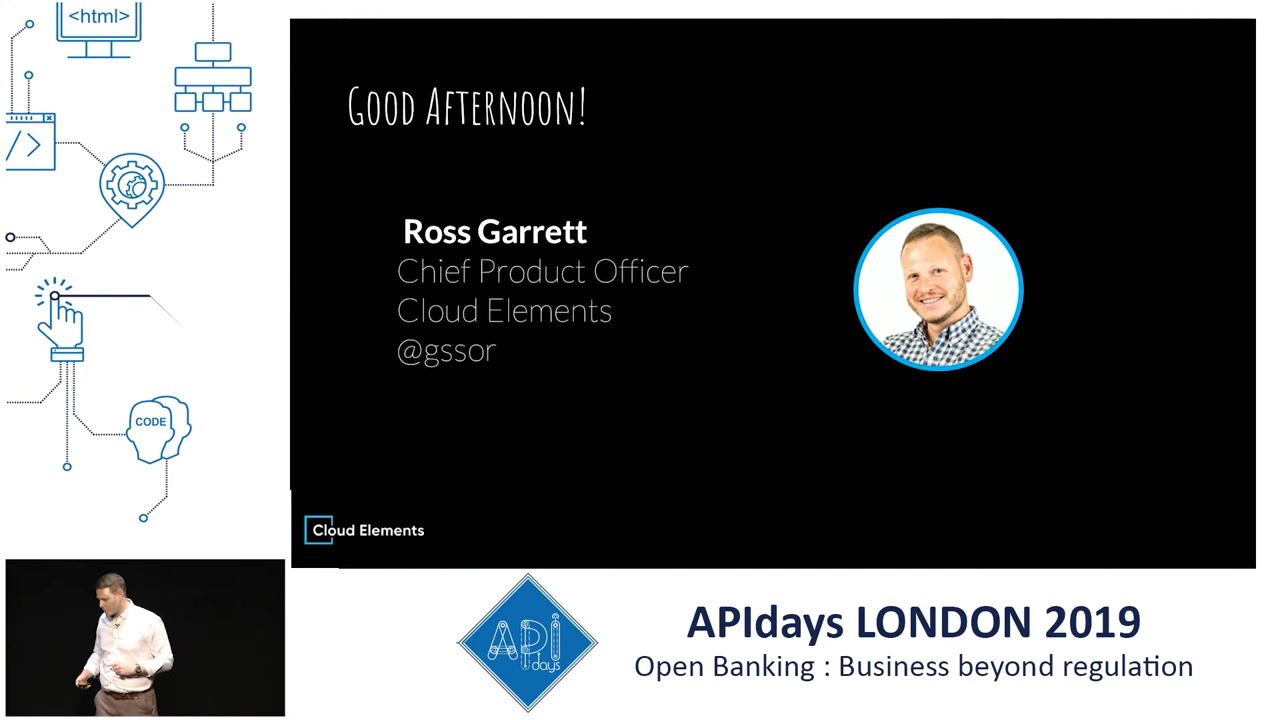 <html>
</>
CODE
GOOD AFTERNOON!
Ross Garrett
Chief Product Officer
Cloud Elements
@gssor
Cloud Elements
APi
days
APIdays LONDON 2019
Open Banking : Business beyond regulation